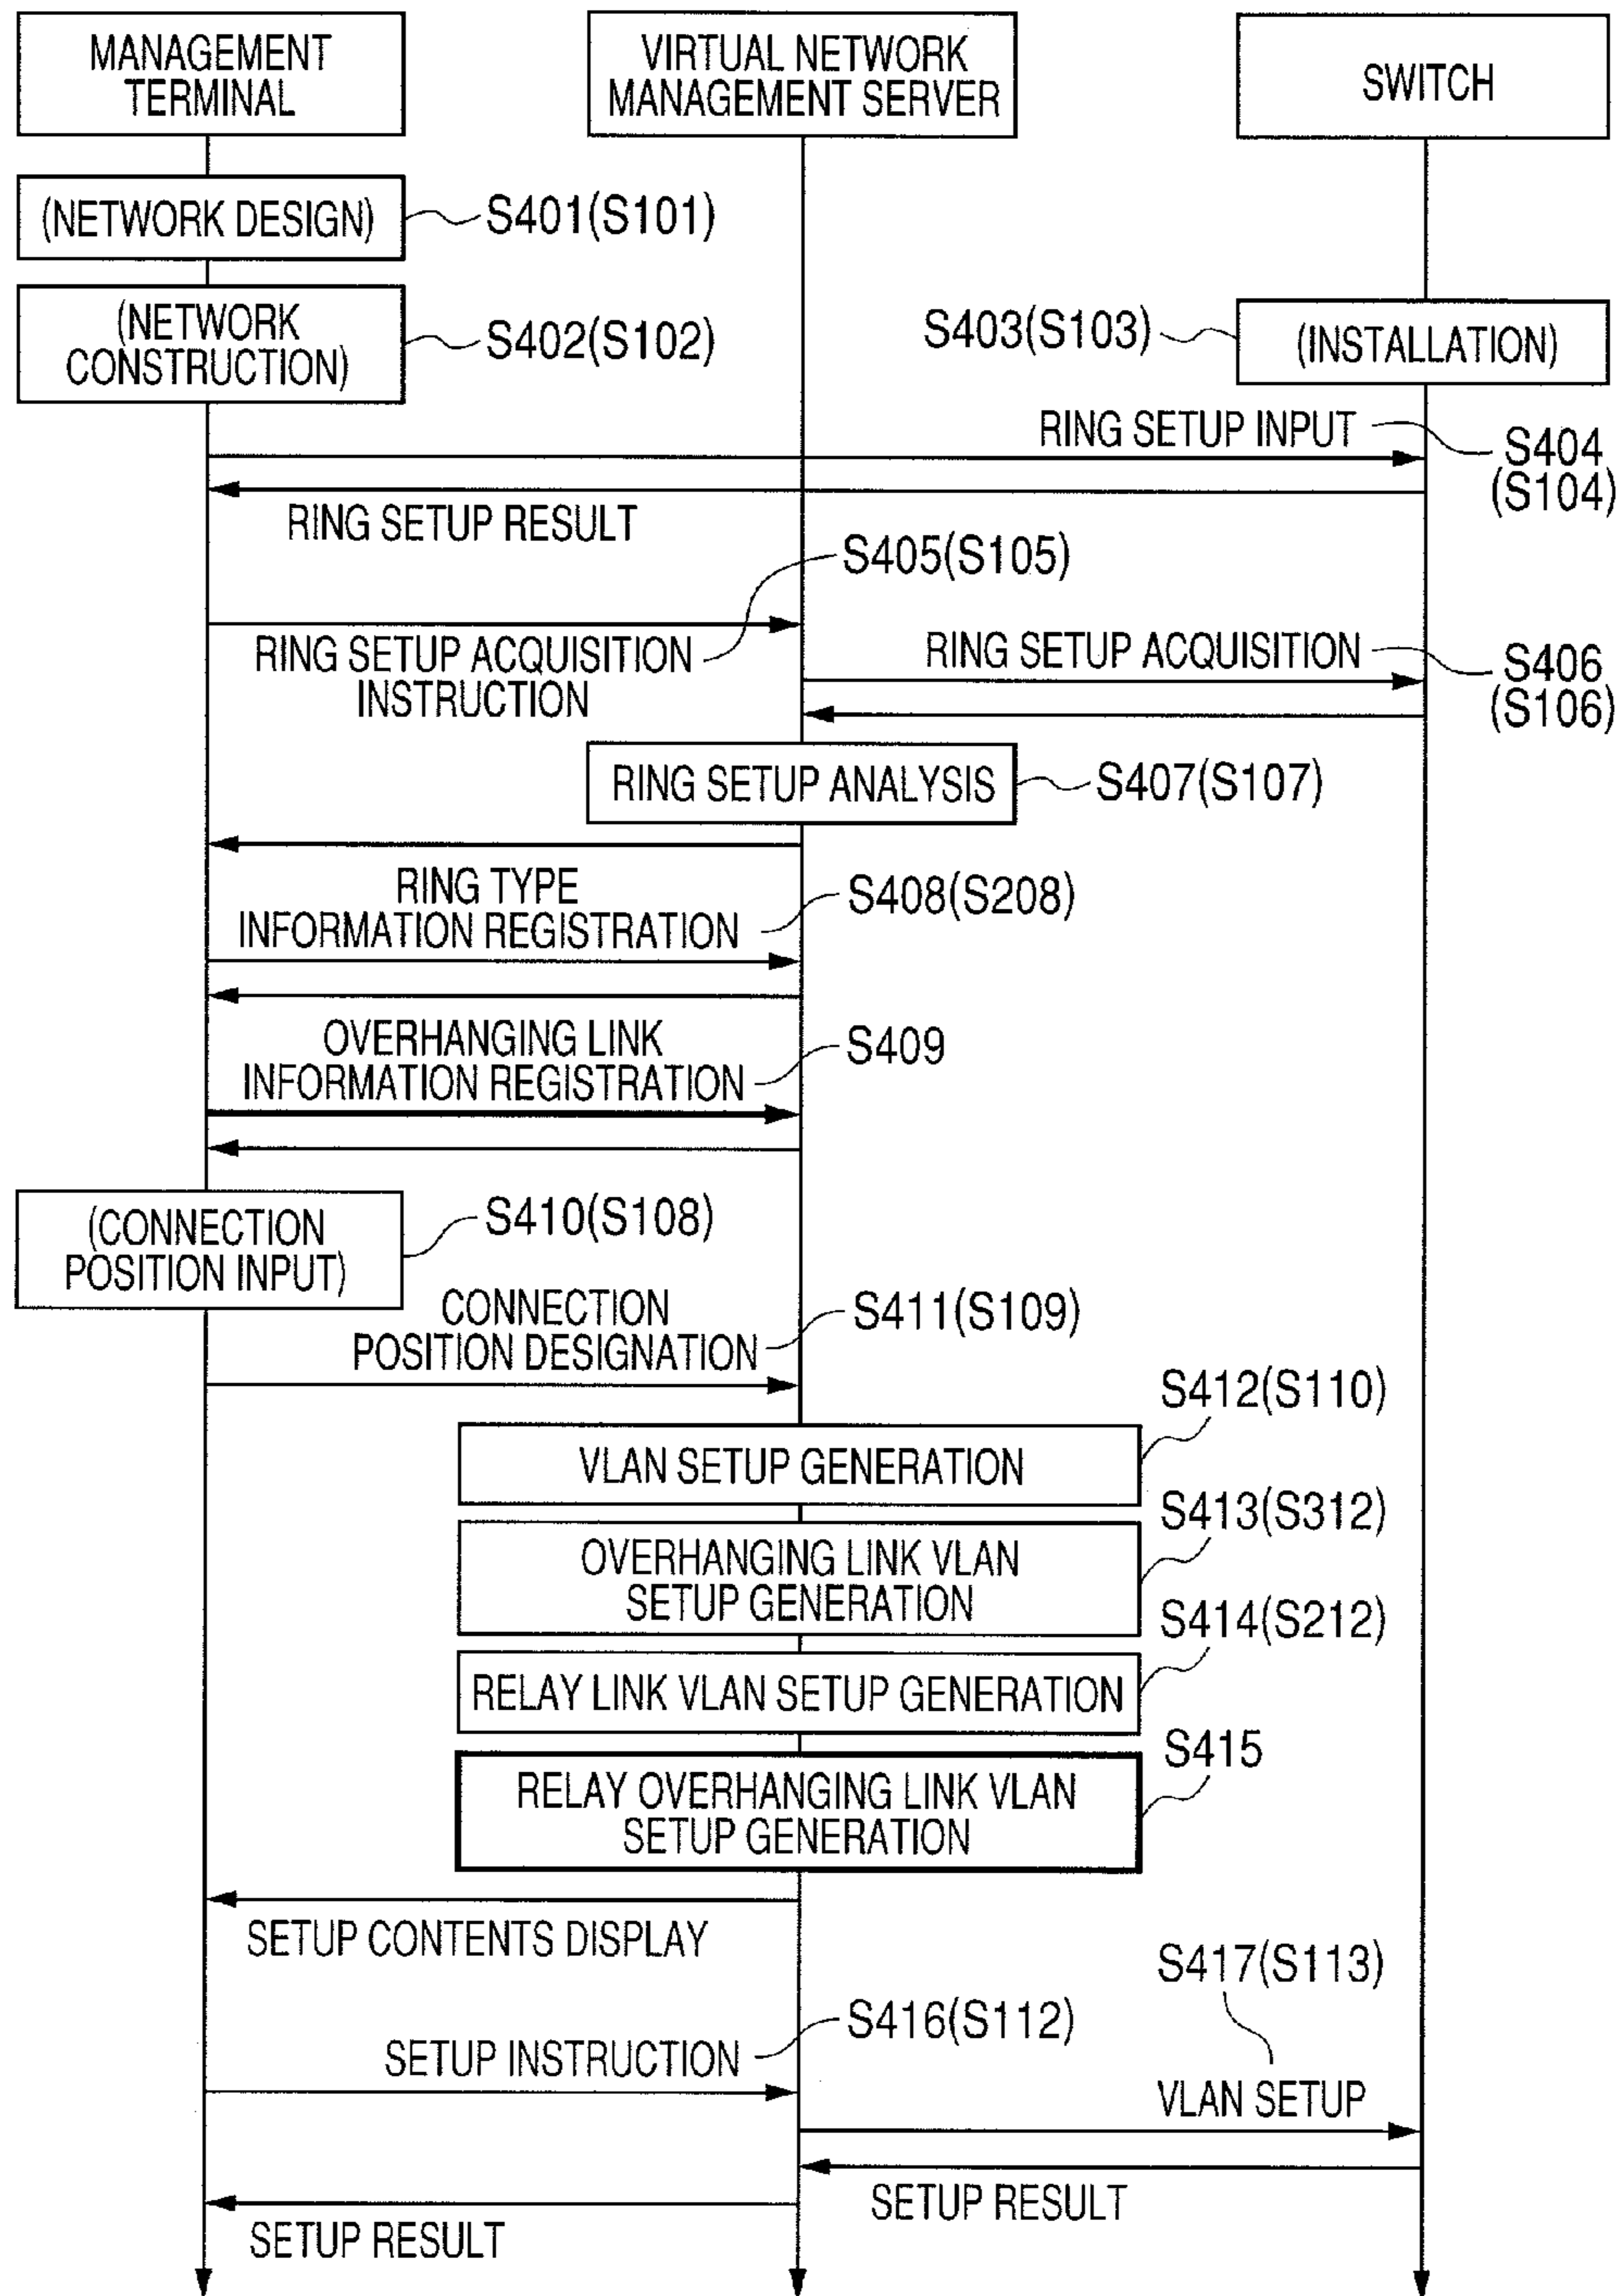 MANAGEMENT
TERMINAL
VIRTUAL NETWORK
MANAGEMENT SERVER
SWITCH
(NETWORK DESIGN)
S401(S101)
(NETWORK
CONSTRUCTION)
S402(S102)
S403(S103)
(INSTALLATION)
RING SETUP INPUT
S404
(S104)
RING SETUP RESULT
S405(S105)
RING SETUP ACQUISITION
INSTRUCTION
RING SETUP ACQUISITION
S406
(S106)
RING SETUP ANALYSIS
S407(S107)
RING TYPE
INFORMATION REGISTRATION
S408(S208)
OVERHANGING LINK
INFORMATION REGISTRATION
S409
(CONNECTION
POSITION INPUT)
S410(S108)
CONNECTION
POSITION DESIGNATION
S411(S109)
S412(S110)
VLAN SETUP GENERATION
S413(S312)
OVERHANGING LINK VLAN
SETUP GENERATION
S414(S212)
RELAY LINK VLAN SETUP GENERATION
S415
RELAY OVERHANGING LINK VLAN
SETUP GENERATION
SETUP CONTENTS DISPLAY
S417(S113)
S416(S112)
SETUP INSTRUCTION
VLAN SETUP
SETUP RESULT
SETUP RESULT